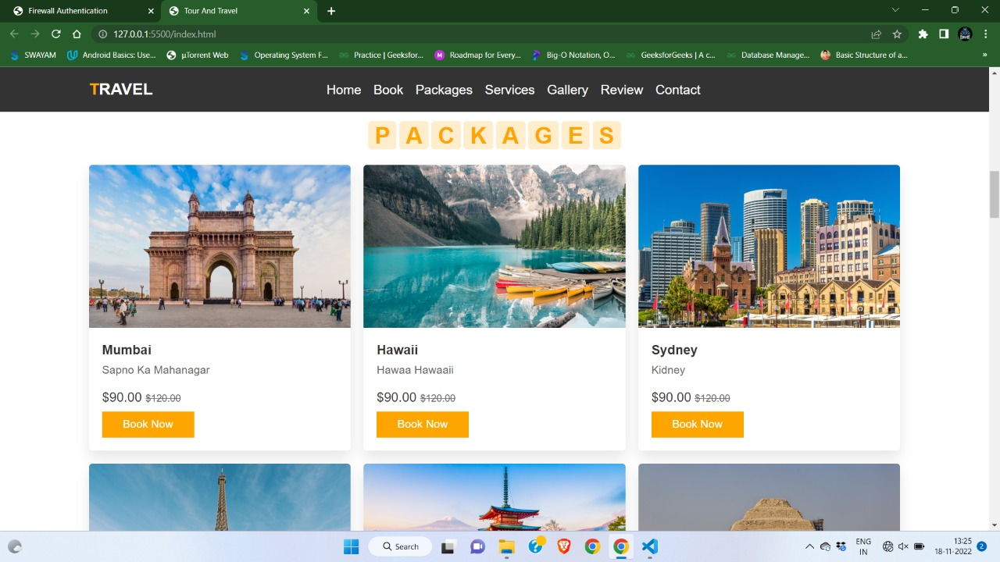 Firewall Authentication
Tour And Travel
127.0.0.1:5500/index.html
SWAYAM Android Basics: Use... µTorrent Web Operating System F... Practice | Geeksfor... Roadmap for Every... Big-O Notation, O... GeeksforGeeks | A c... Database Manage... Basic Structure of a... »
TRAVEL Home Book Packages Services Gallery Review Contact
PACKAGES
Mumbai
Sapno Ka Mahanagar
$90.00 $120.00
Book Now
Hawaii
Hawaa Hawaaii
$90.00 $120.00
Book Now
Sydney
Kidney
$90.00 $120.00
Book Now
Search
ENG
IN
13:25
18-11-2022
2